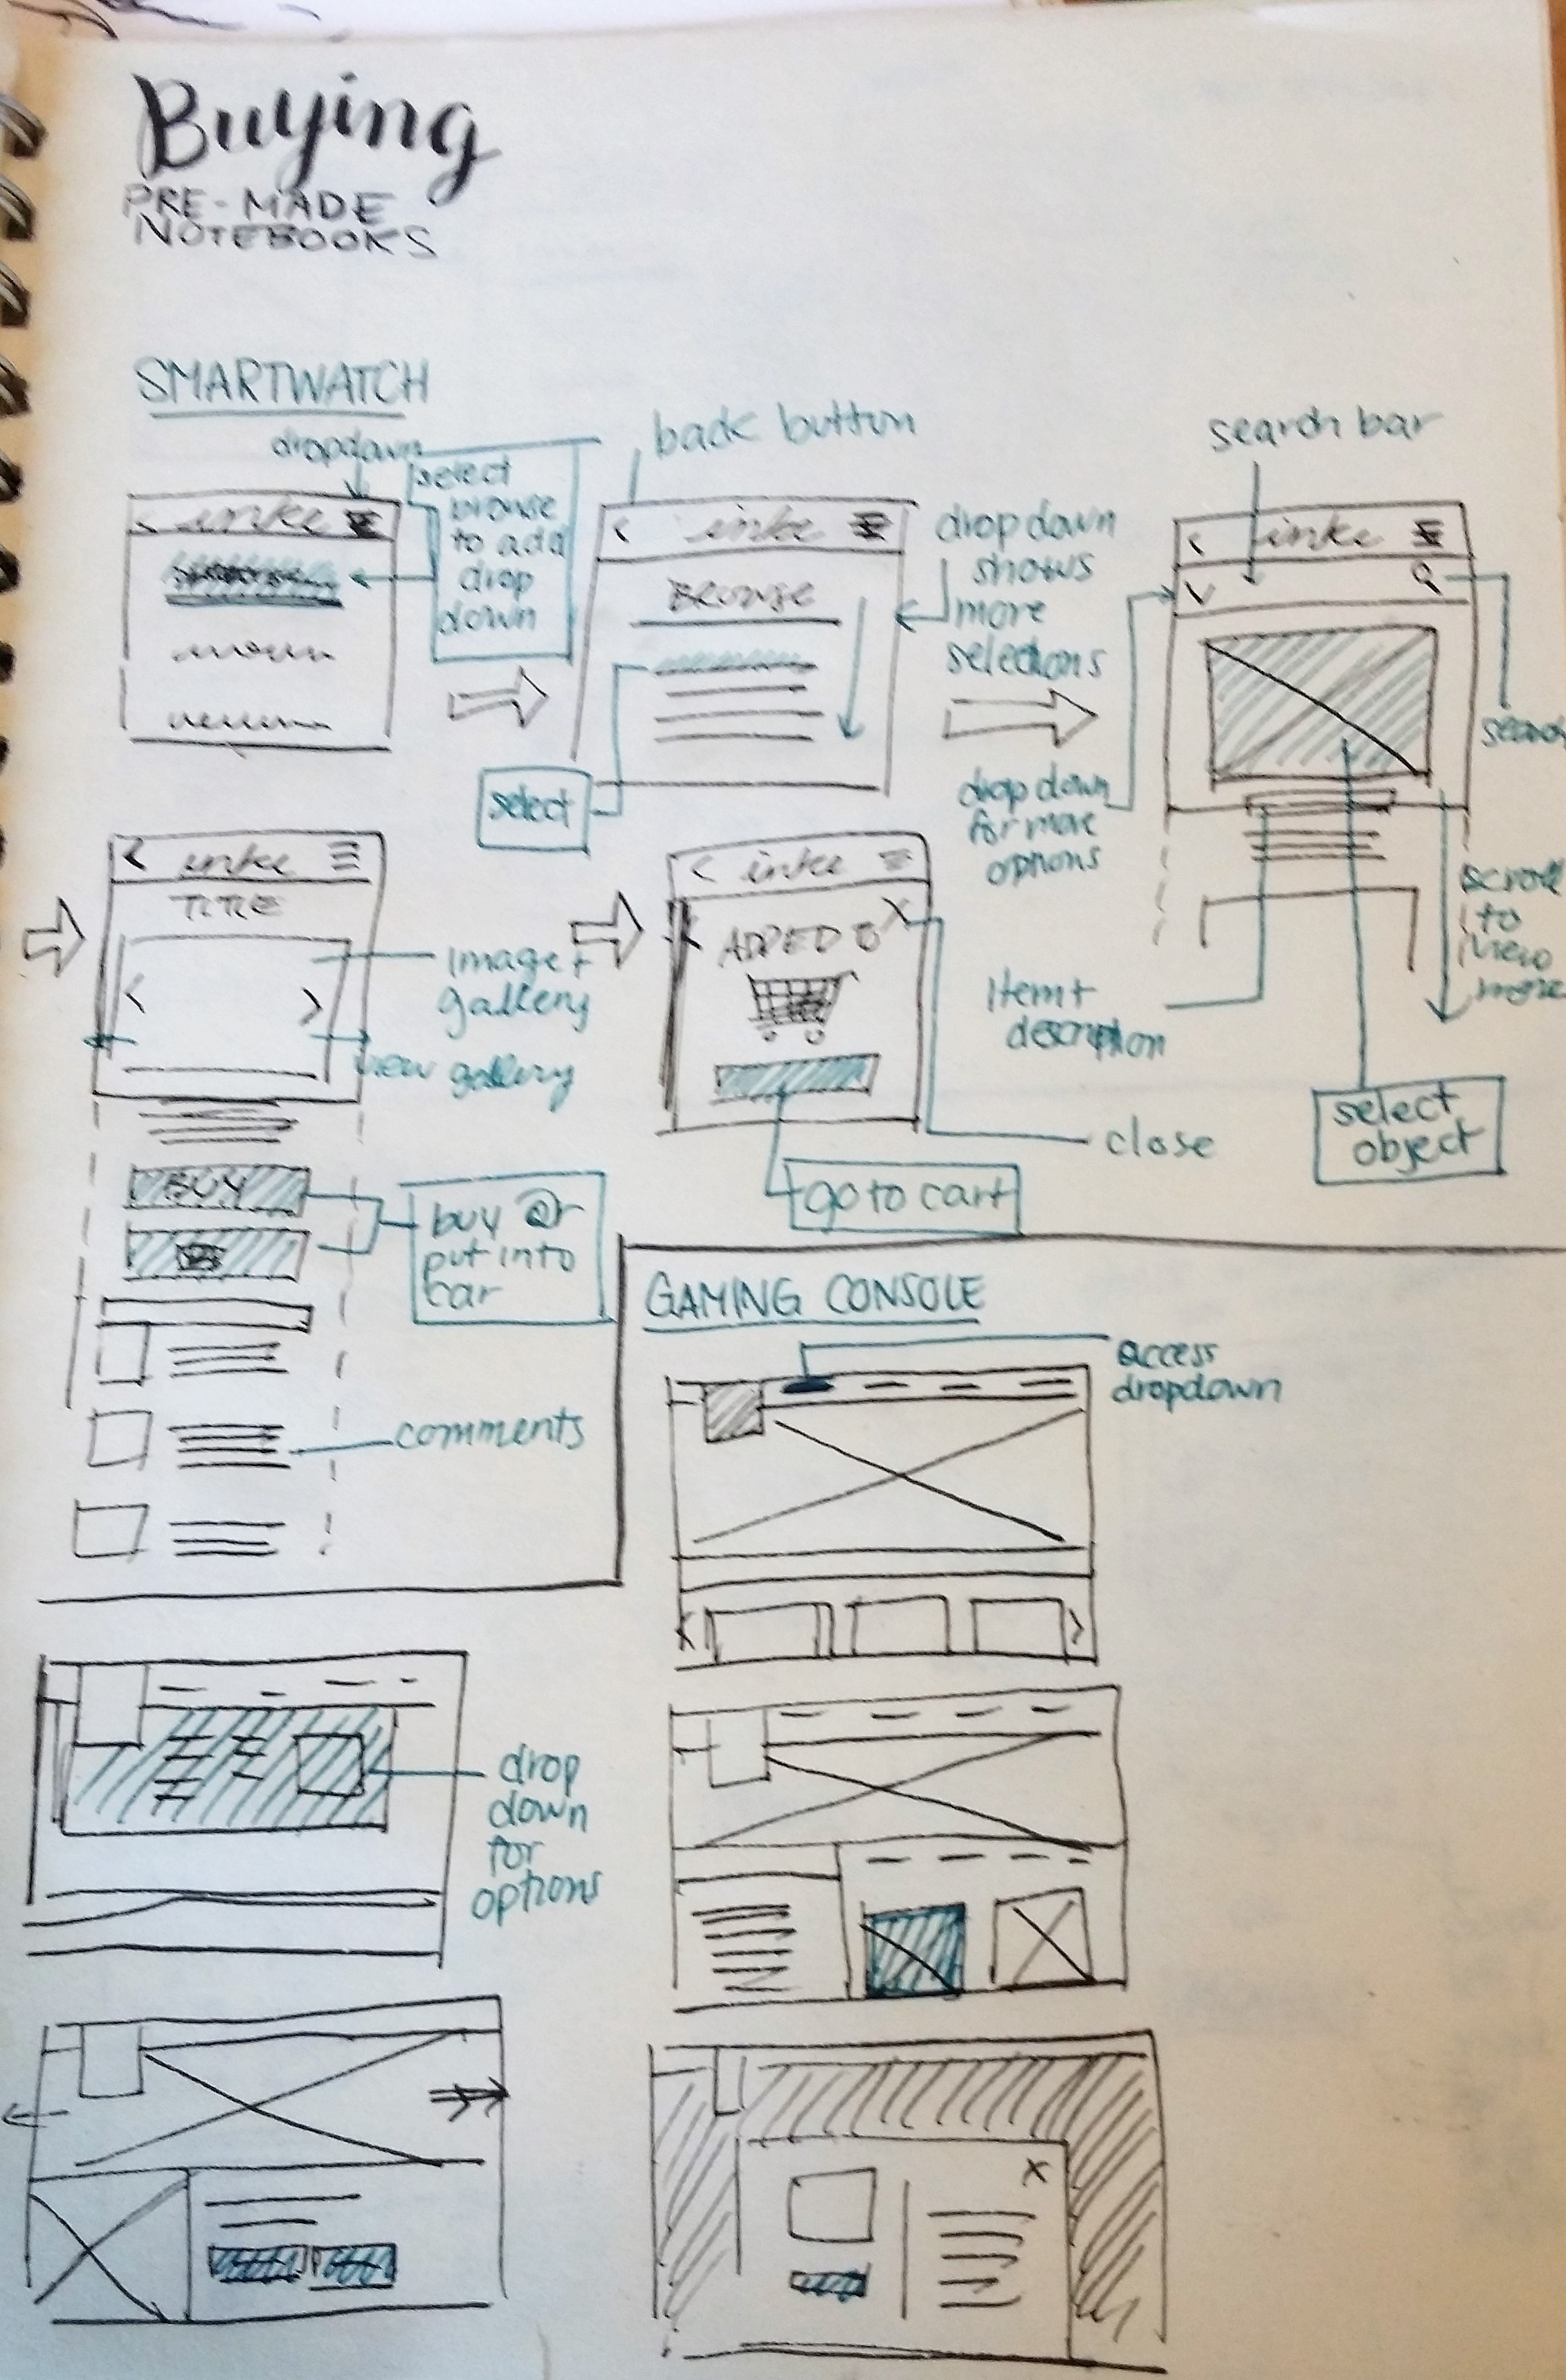 Buying
PRE-MADE
NOTEBOOKS
SMARTWATCH
dropdown
select
browse
to add
drop
down
back button
inke
BROWSE
select
drop down
shows
more
selections
search bar
inke
search
drop down
for more
options
scroll
to
view
more
Item +
description
select
object
inke
TITLE
Image +
gallery
view gallery
BUY
buy or
put into
car
comments
inke
ADDED TO
X
close
go to cart
GAMING CONSOLE
access
dropdown
drop
down
for
options
X